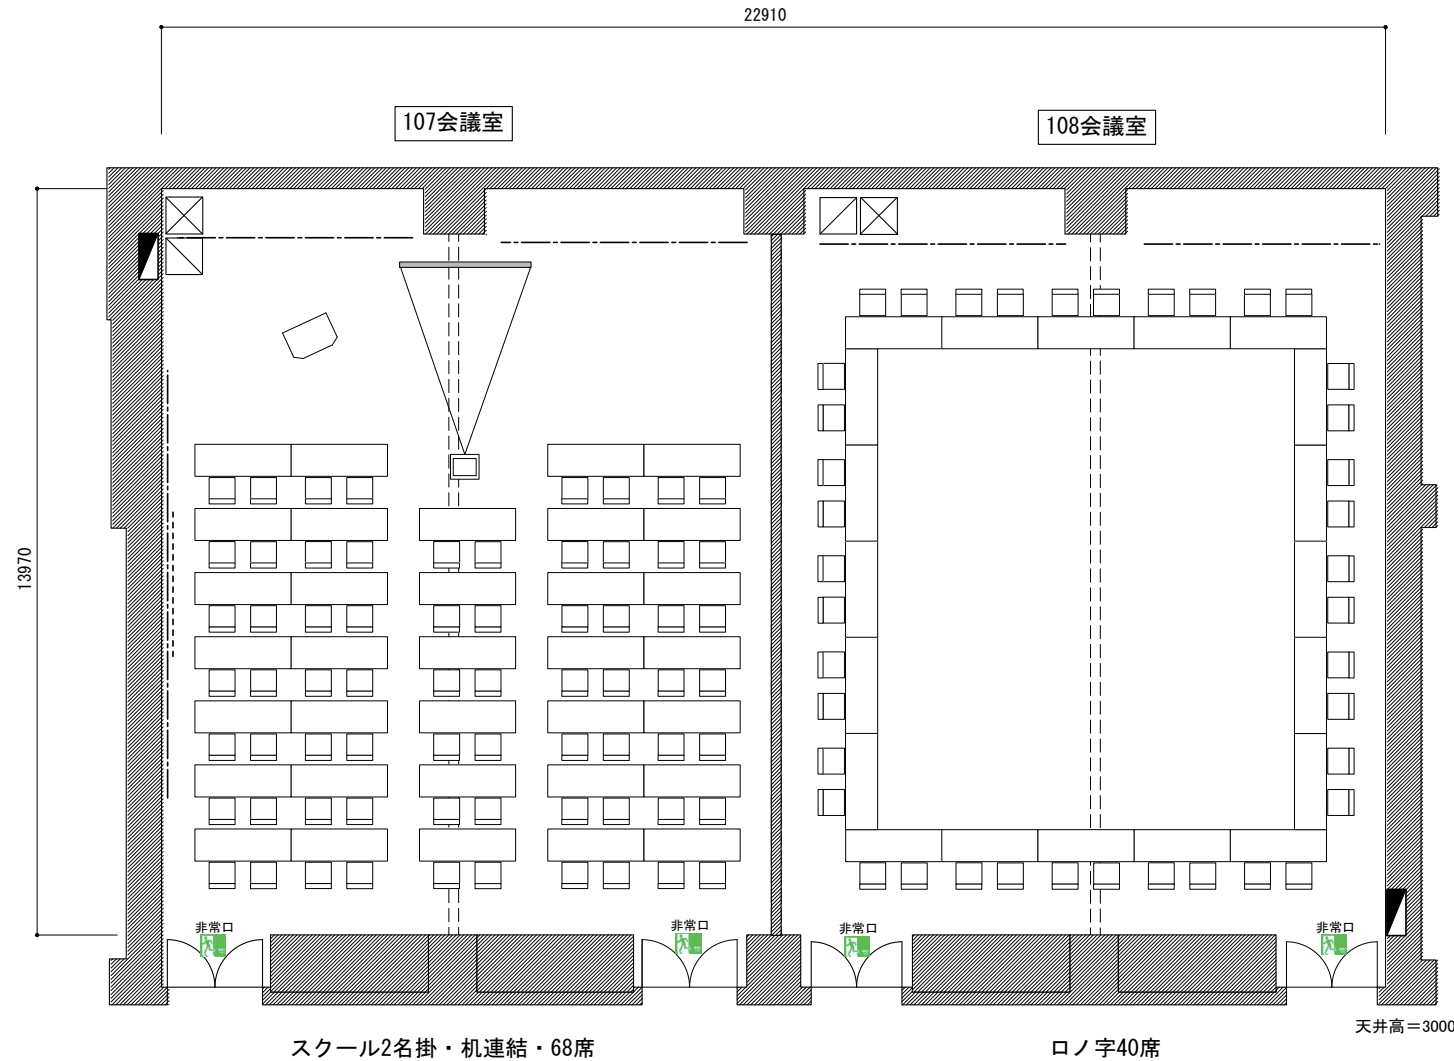 22910
107会議室
108会議室
13970
非常口
非常口
非常口
非常口
天井高=3000
スクール2名掛・机連結・68席
ロノ字40席